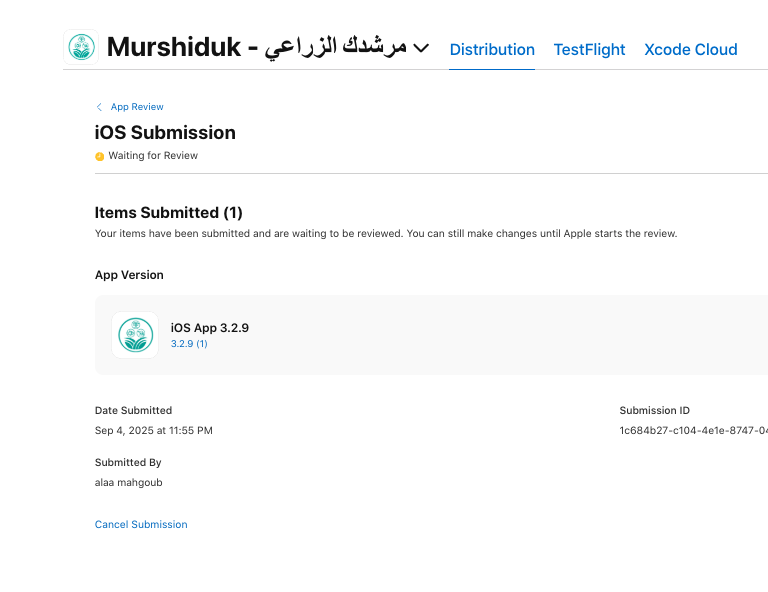 Murshiduk - مرشدك الزراعي
Distribution TestFlight Xcode Cloud
App Review
iOS Submission
Waiting for Review
Items Submitted (1)
Your items have been submitted and are waiting to be reviewed. You can still make changes until Apple starts the review.
App Version
iOS App 3.2.9
3.2.9 (1)
Date Submitted
Sep 4, 2025 at 11:55 PM
Submission ID
1c684b27-c104-4e1e-8747-04
Submitted By
alaa mahgoub
Cancel Submission